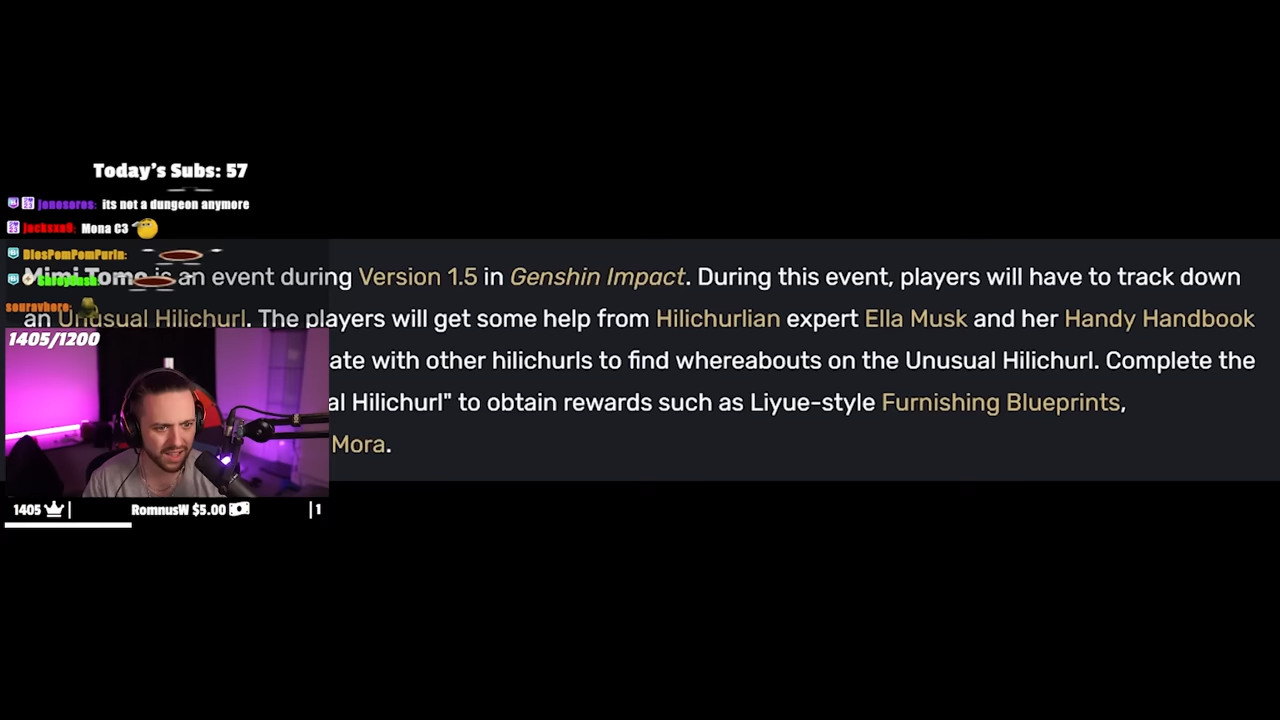 Today's Subs: 57
jonosoros: its not a dungeon anymore
jacksun6: Mona C3
BlosPomPomPurin:
Mimi Tomo is an event during Version 1.5 in Genshin Impact. During this event, players will have to track down
souravhere:
an Unusual Hilichurl. The players will get some help from Hilichurlian expert Ella Musk and her Handy Handbook
1405/1200
ate with other hilichurls to find whereabouts on the Unusual Hilichurl. Complete the
al Hilichurl" to obtain rewards such as Liyue-style Furnishing Blueprints,
Mora.
1405 | RomnusW $5.00 | 1